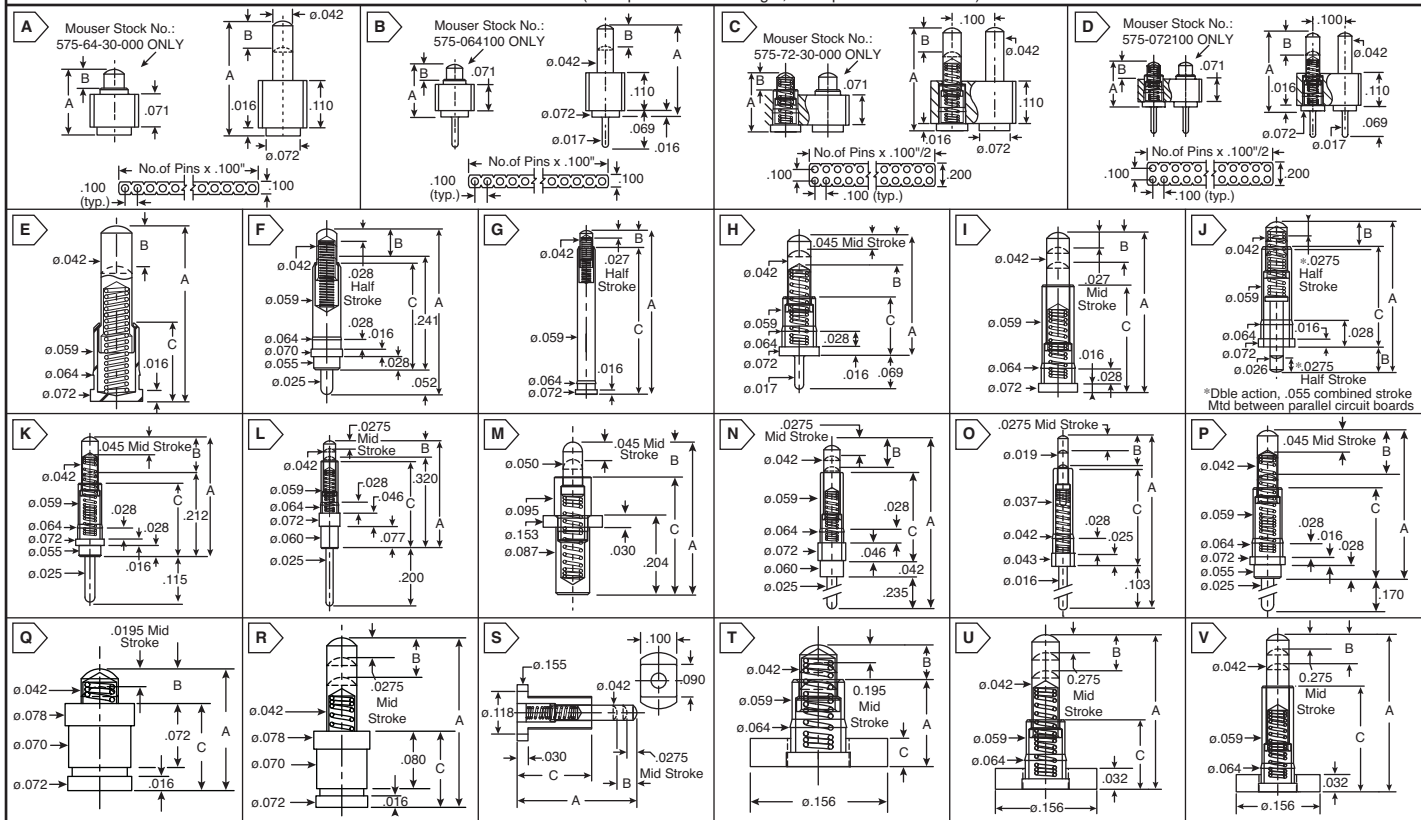 A
Mouser Stock No.:
575-64-30-000 ONLY
B
A
.071
ø.042
B
A
.016
.110
ø.072
No.of Pins x .100"
.100
(typ.)
.100
B
Mouser Stock No.:
575-064100 ONLY
B
A
.071
B
A
ø.042
.110
ø.072
.069
ø.017
.016
No.of Pins x .100"
.100
(typ.)
.100
C
Mouser Stock No.:
575-72-30-000 ONLY
B
A
.071
.100
B
ø.042
A
.110
.016
ø.072
No.of Pins x .100"/2
.100
.200
.100 (typ.)
D
Mouser Stock No.:
575-072100 ONLY
B
A
.071
.100
B
ø.042
A
.016
.110
ø.072
.069
ø.017
No.of Pins x .100"/2
.100
.200
.100 (typ.)
E
B
ø.042
A
ø.059
C
ø.064
.016
ø.072
F
B
ø.042
.028
Half
Stroke
C
A
ø.059
.241
ø.064
.028
.016
ø.070
ø.055
.028
ø.025
.052
G
B
ø.042
.027
Half
Stroke
A
C
ø.059
.016
ø.064
ø.072
H
.045 Mid Stroke
ø.042
B
ø.059
C
A
ø.064
.028
ø.072
.016
.069
ø.017
I
B
ø.042
.027
Mid
Stroke
A
ø.059
C
.016
ø.064
.028
ø.072
J
B
ø.042
*.0275
Half
Stroke
A
ø.059
C
ø.064
.016
.028
ø.072
B
ø.026
*.0275
Half Stroke
*Dble action, .055 combined stroke
Mtd between parallel circuit boards
K
.045 Mid Stroke
B
ø.042
A
ø.059
C
.212
.028
ø.064
.028
ø.072
ø.055
.016
ø.025
.115
L
.0275
Mid
Stroke
B
ø.042
.320
ø.059
.028
C
A
ø.064
.046
ø.072
ø.060
.077
ø.025
.200
M
.045 Mid
Stroke
ø.050
B
ø.095
C
A
ø.153
.030
ø.087
.204
N
.0275
Mid Stroke
ø.042
B
ø.059
C
A
ø.064
.028
ø.072
.046
ø.060
.042
ø.025
.235
O
.0275 Mid Stroke
ø.019
B
A
ø.037
C
.028
ø.042
.025
ø.043
ø.016
.103
P
.045 Mid Stroke
B
ø.042
A
C
ø.059
.028
.016
ø.064
.028
ø.072
ø.055
ø.025
.170
Q
.0195 Mid
Stroke
ø.042
B
ø.078
A
.072
C
ø.070
ø.072
.016
R
B
.0275
Mid
Stroke
ø.042
A
ø.078
.080
C
ø.070
ø.072
.016
S
.100
ø.155
.090
ø.042
ø.118
.030
.0275
Mid Stroke
C
B
A
T
ø.042
B
0.195
Mid
Stroke
ø.059
A
ø.064
C
ø.156
U
B
0.275
Mid
Stroke
ø.042
A
ø.059
C
ø.064
.032
ø.156
V
B
0.275
Mid
Stroke
ø.042
A
C
ø.059
ø.064
.032
ø.156